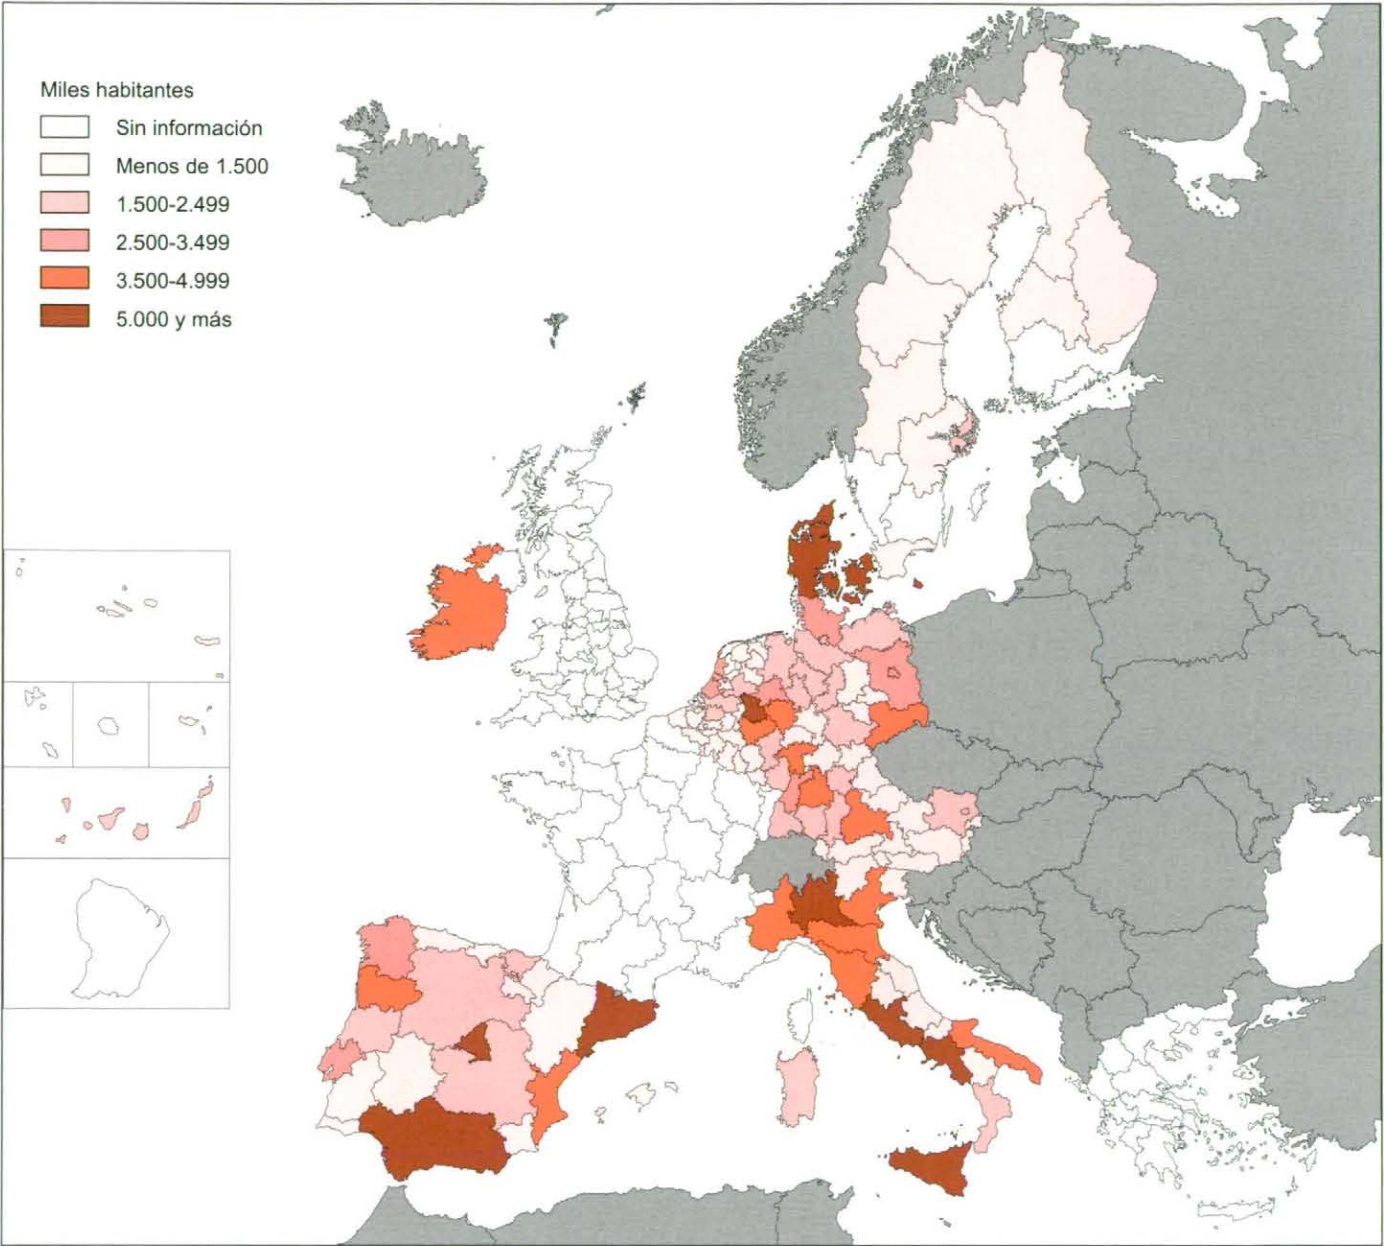 Miles habitantes
Sin información
Menos de 1.500
1.500-2.499
2.500-3.499
3.500-4.999
5.000 y más